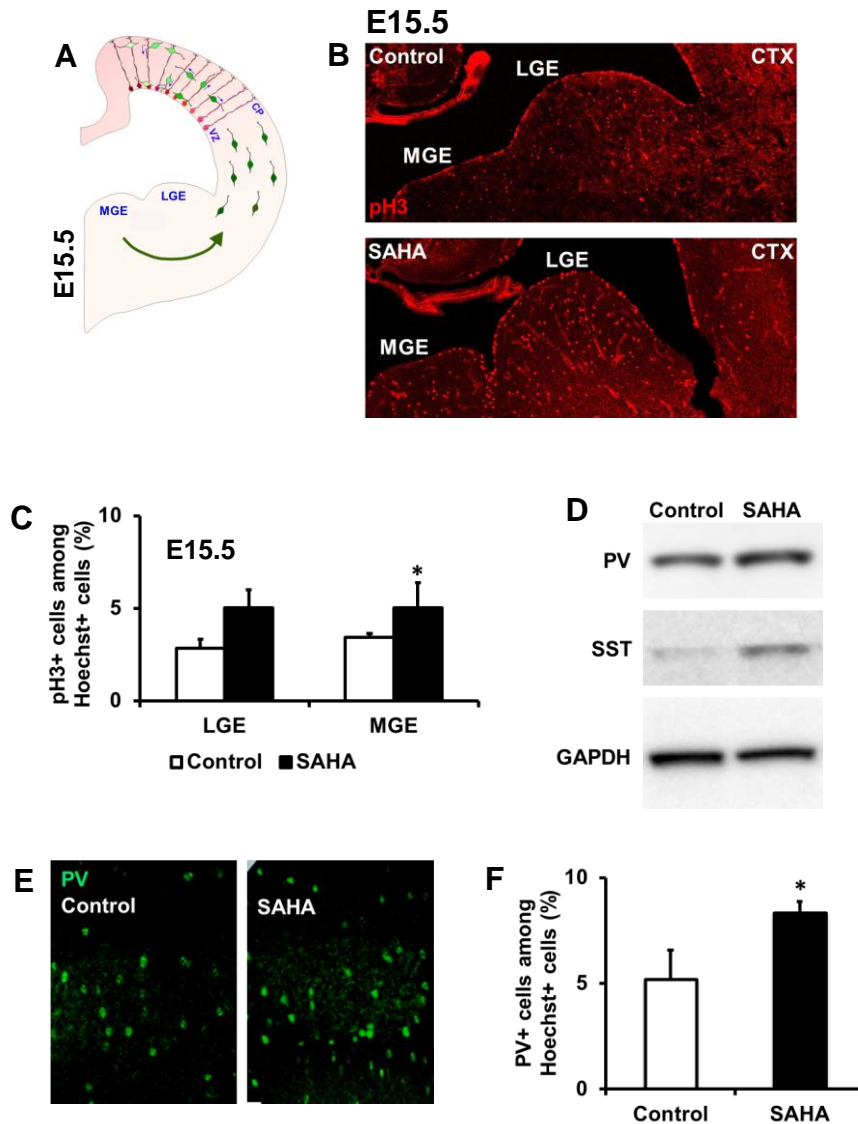 E15.5
A
B
CP
VZ
LGE
MGE
E15.5
Control
LGE
CTX
MGE
pH3
SAHA
LGE
CTX
MGE
C
pH3+ cells among
Hoechst+ cells (%)
10
5
0
E15.5
*
LGE
MGE
Control
SAHA
D
Control
SAHA
PV
SST
GAPDH
E
PV
Control
SAHA
F
PV+ cells among
Hoechst+ cells (%)
10
5
0
*
Control
SAHA